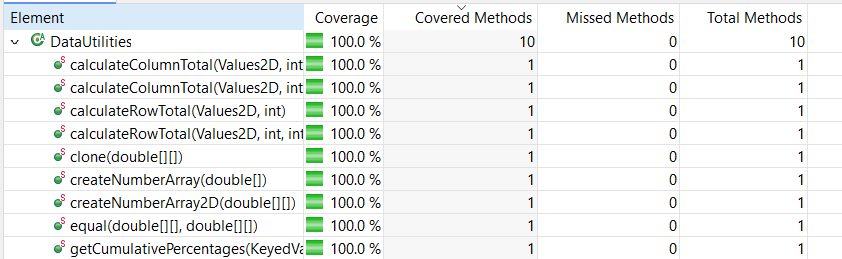 Element Coverage Covered Methods Missed Methods Total Methods
DataUtilities 100.0 % 10 0 10
calculateColumnTotal(Values2D, int 100.0 % 1 0 1
calculateColumnTotal(Values2D, int 100.0 % 1 0 1
calculateRowTotal(Values2D, int) 100.0 % 1 0 1
calculateRowTotal(Values2D, int, int 100.0 % 1 0 1
clone(double[][]) 100.0 % 1 0 1
createNumberArray(double[]) 100.0 % 1 0 1
createNumberArray2D(double[][]) 100.0 % 1 0 1
equal(double[][], double[][]) 100.0 % 1 0 1
getCumulativePercentages(KeyedVa 100.0 % 1 0 1